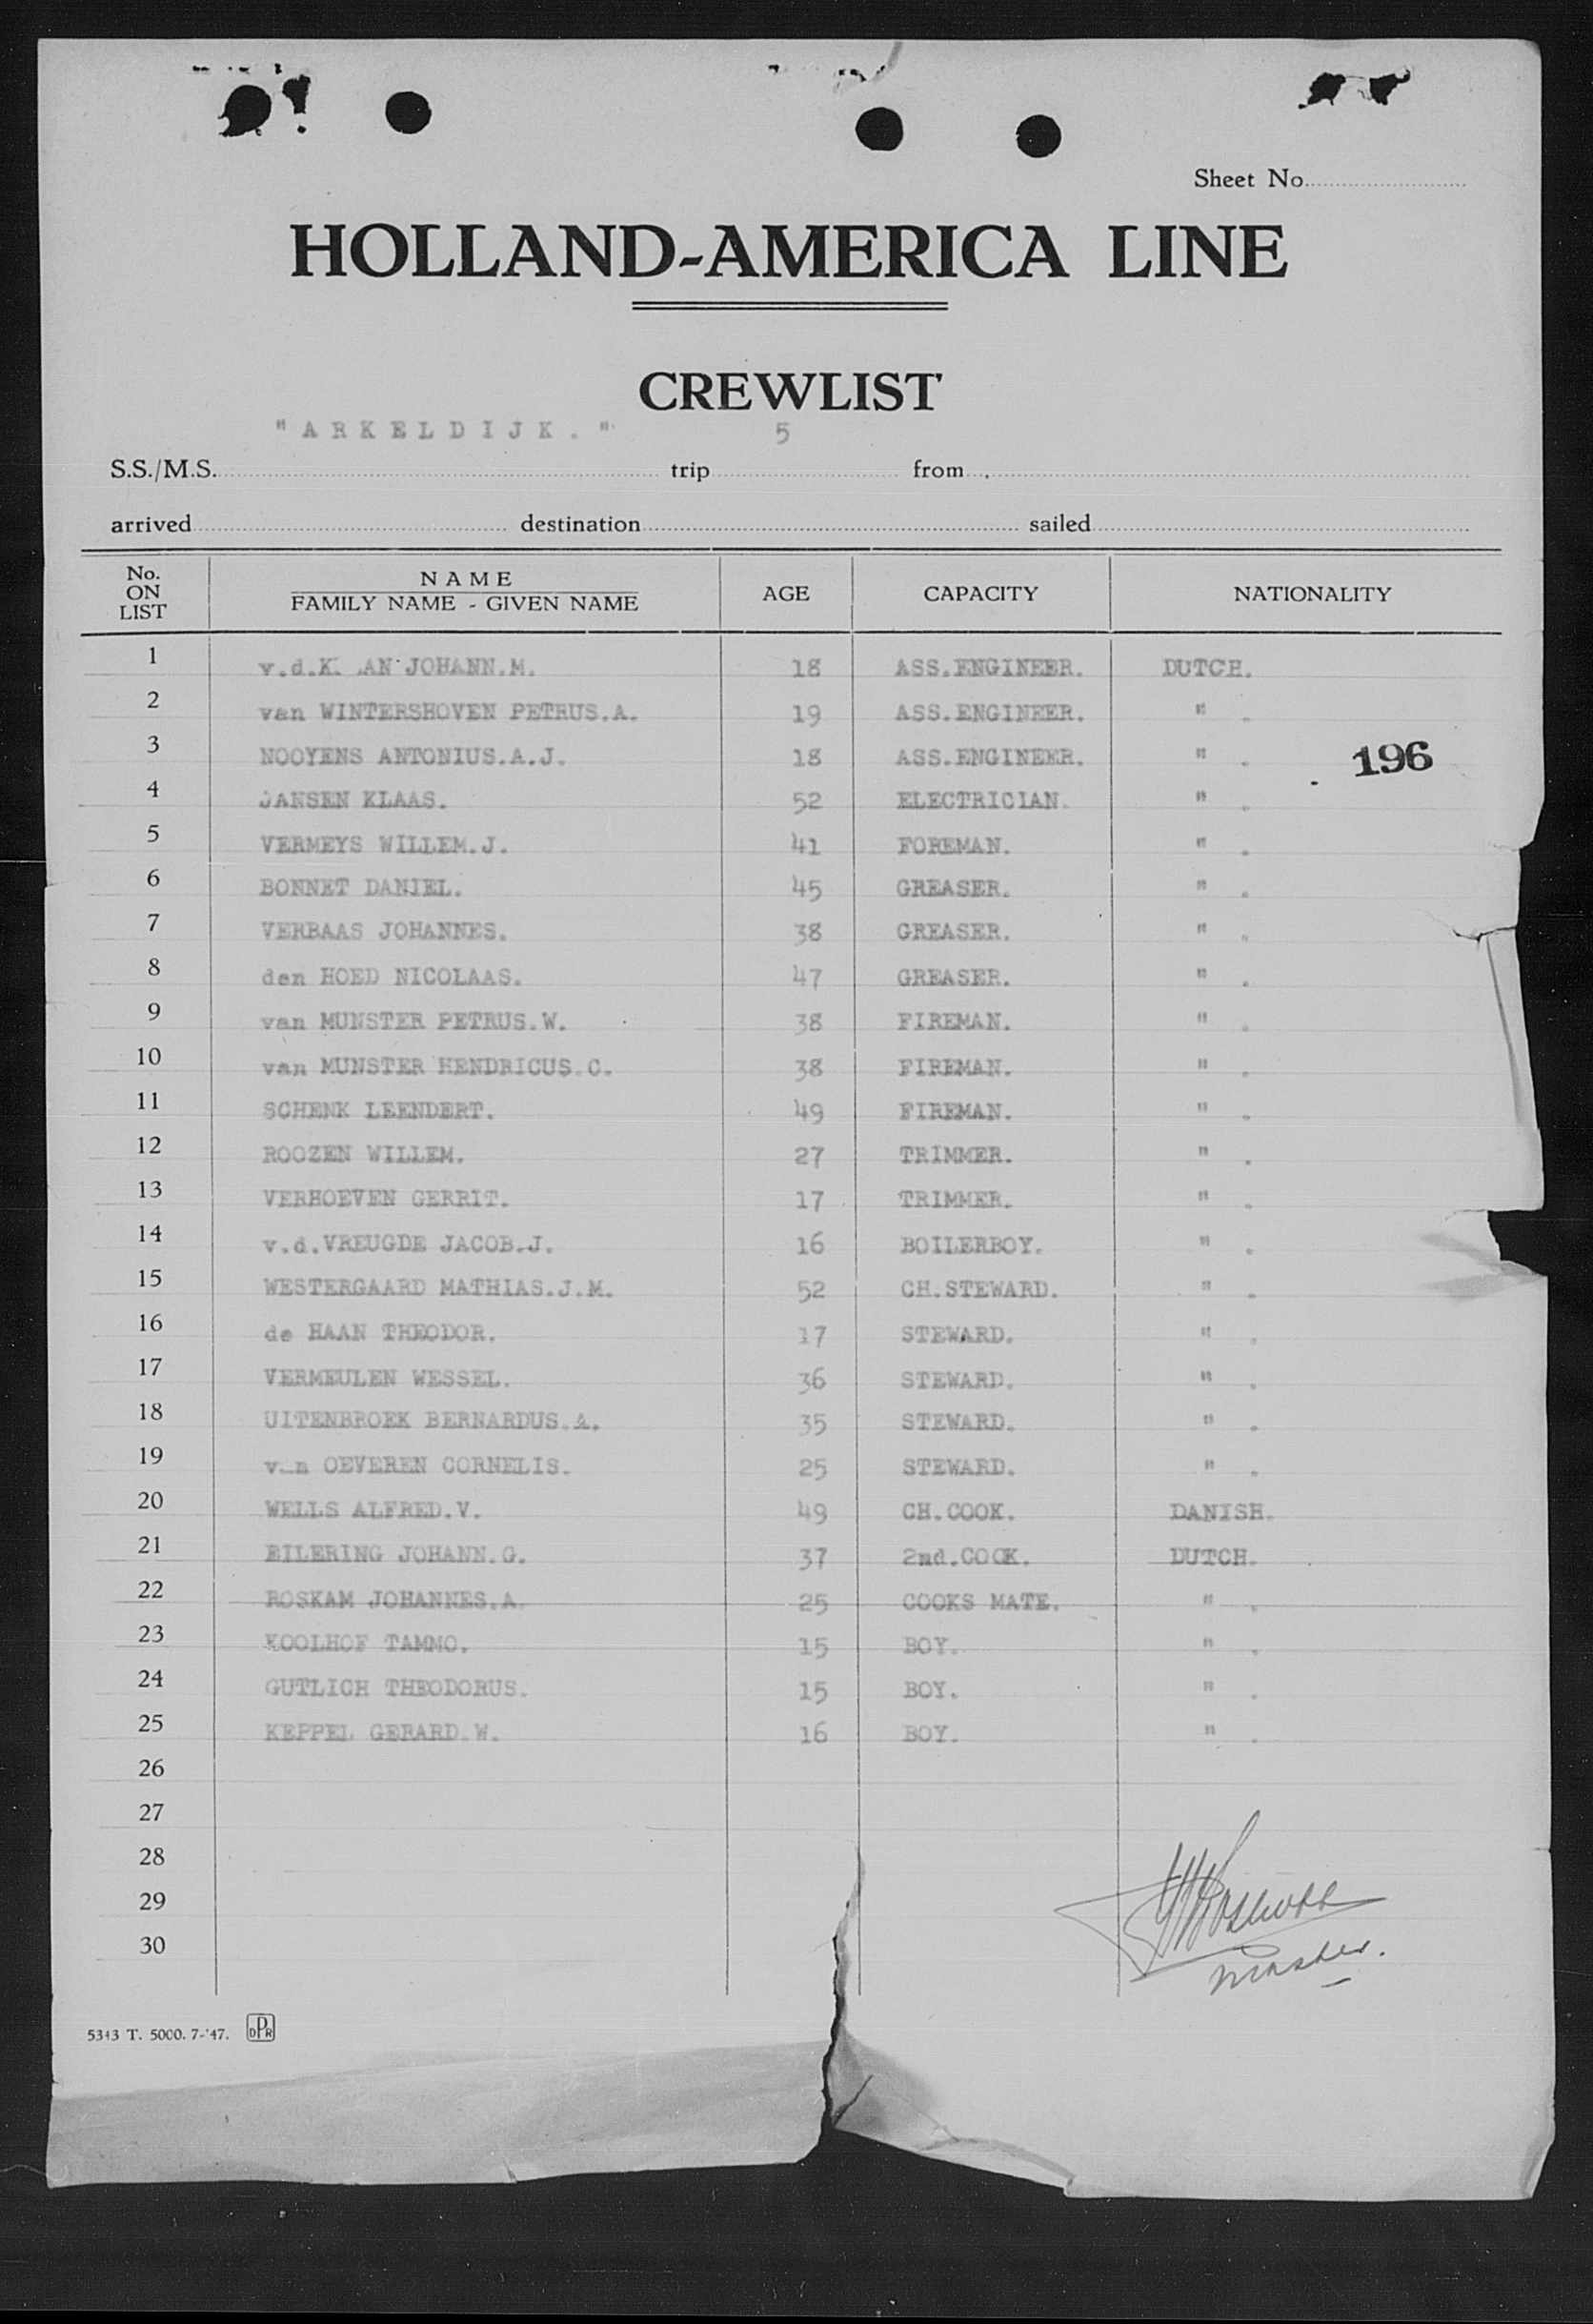 Sheet No
HOLLAND-AMERICA LINE
CREWLIST
"ARKELDIJK." 5
S.S./M.S. trip from
arrived destination sailed
No. ON LIST NAME FAMILY NAME - GIVEN NAME AGE CAPACITY NATIONALITY
1 JOHANN.M. 18 ASS.ENGINEER. DUTCH.
2 van WINTERSHOVEN PETRUS.A. 19 ASS.ENGINEER. " .
3 NOOYENS ANTONIUS.A.J. 18 ASS.ENGINEER. " .
196
4 JANSEN KLAAS. 52 ELECTRICIAN. " .
5 VERMEYS WILLEM.J. 41 FOREMAN. " .
6 BONNET DANIEL. 45 GREASER. " .
7 VERBAAS JOHANNES. 38 GREASER. " .
8 den HOED NICOLAAS. 47 GREASER. " .
9 van MUNSTER PETRUS.W. 38 FIREMAN. " .
10 van MUNSTER HENDRICUS.C. 38 FIREMAN. " .
11 SCHENK LEENDERT. 49 FIREMAN. " .
12 ROOZEN WILLEM. 27 TRIMMER. " .
13 VERHOEVEN GERRIT. 17 TRIMMER. " .
14 v.d.VREUGDE JACOB.J. 16 BOILERBOY. " .
15 WESTERGAARD MATHIAS.J.M. 52 CH.STEWARD. " .
16 de HAAN THEODOR. 17 STEWARD. " .
17 VERMEULEN WESSEL. 36 STEWARD. " .
18 UITENBROEK BERNARDUS.A. 35 STEWARD. " .
19 van OEVEREN CORNELIS. 25 STEWARD. " .
20 WELLS ALFRED.V. 49 CH.COOK. DANISH.
21 EILERING JOHANN.G. 37 2nd.COOK. DUTCH.
22 ROSKAM JOHANNES.A. 25 COOKS MATE. " .
23 KOOLHOF TAMMO. 15 BOY. " .
24 GUTLICH THEODORUS. 15 BOY. " .
25 KEPPEL GERARD.W. 16 BOY. " .
26
27
28
29
30
master.
5343 T. 5000. 7-'47. DPR